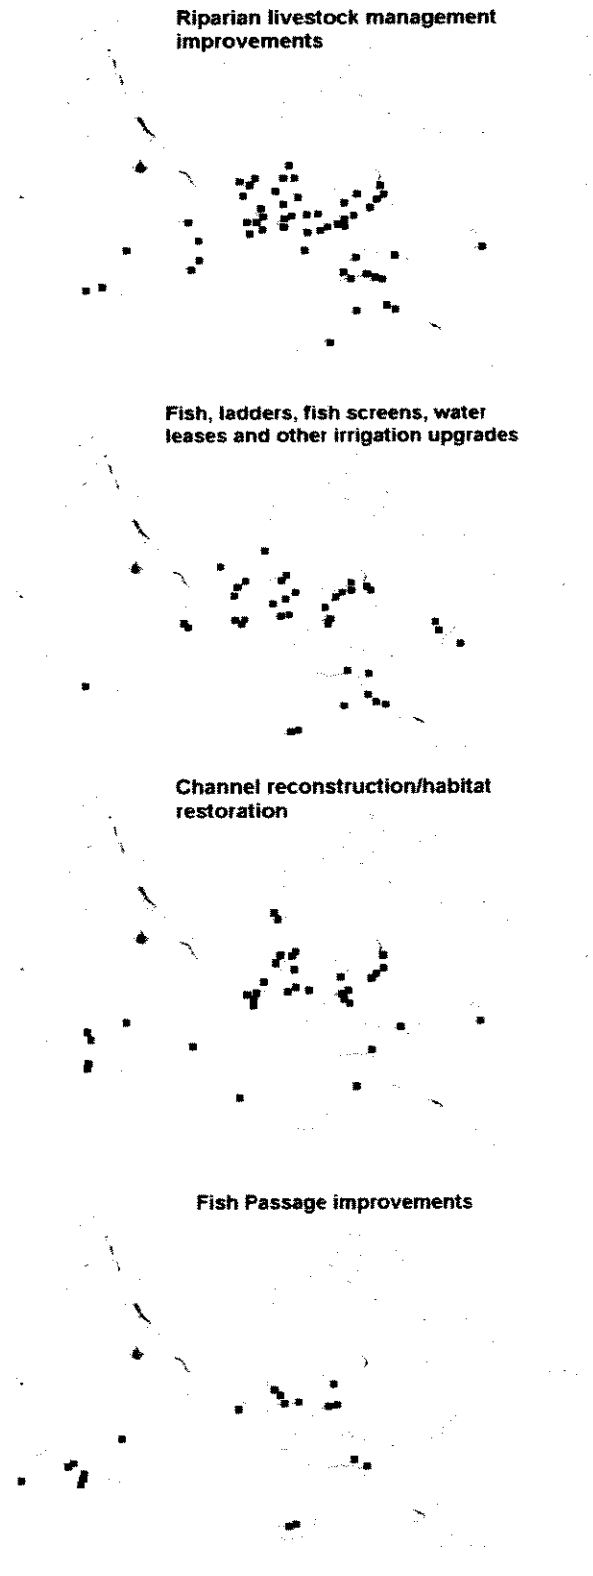 Riparian livestock management
improvements
Fish, ladders, fish screens, water
leases and other irrigation upgrades
Channel reconstruction/habitat
restoration
Fish Passage improvements